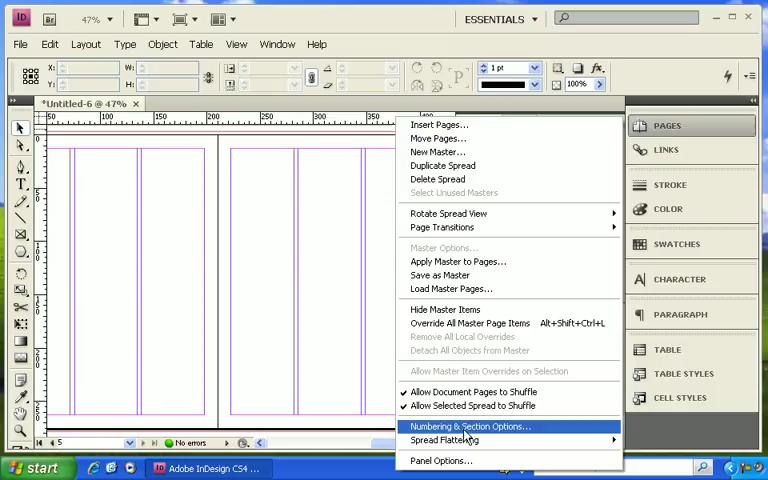 ID
Br
47%
ESSENTIALS
File Edit Layout Type Object Table View Window Help
X:
W:
1 pt
Y:
H:
100%
*Untitled-6 @ 47%
50 100 150 200 250 300 350 400
Insert Pages...
Move Pages...
New Master...
Duplicate Spread
Delete Spread
Select Unused Masters
Rotate Spread View
Page Transitions
Master Options...
Apply Master to Pages...
Save as Master
Load Master Pages...
Hide Master Items
Override All Master Page Items Alt+Shift+Ctrl+L
Remove All Local Overrides
Detach All Objects from Master
Allow Master Item Overrides on Selection
Allow Document Pages to Shuffle
Allow Selected Spread to Shuffle
Numbering & Section Options...
Spread Flattening
Panel Options...
PAGES
LINKS
STROKE
COLOR
SWATCHES
CHARACTER
PARAGRAPH
TABLE
TABLE STYLES
CELL STYLES
5
No errors
start
Adobe InDesign CS4 ...